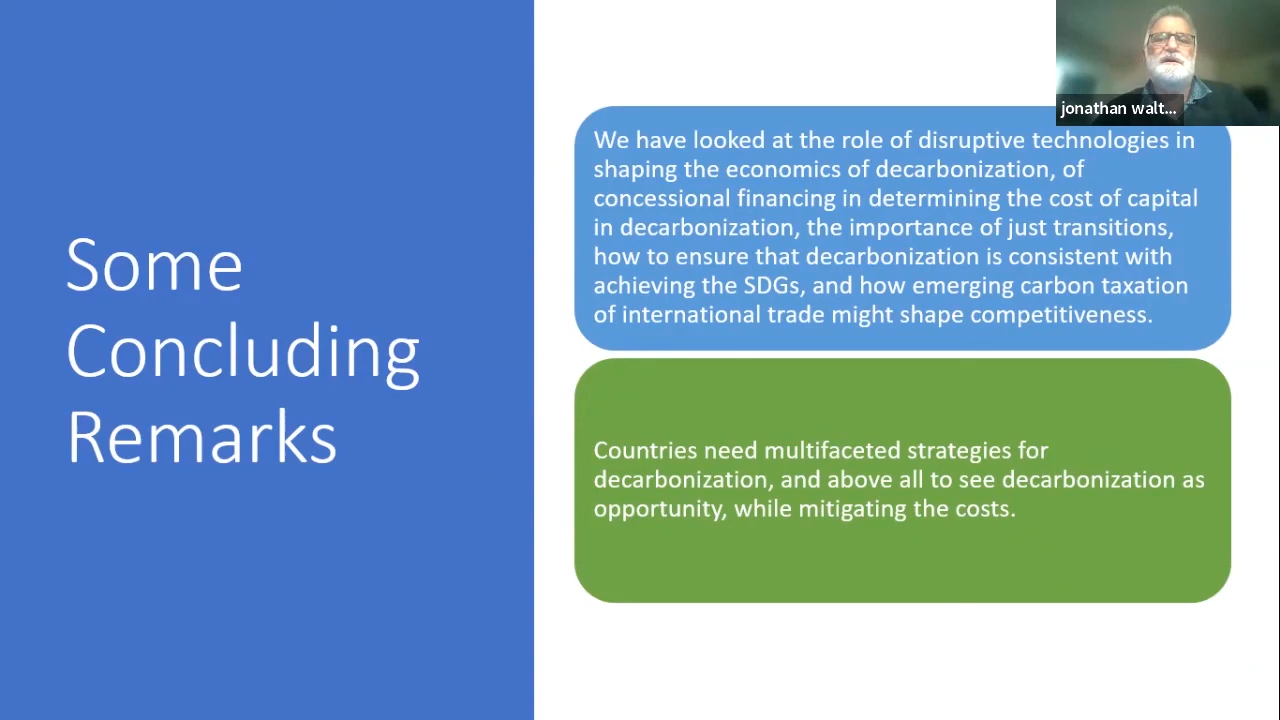 Some
Concluding
Remarks
jonathan walt...
We have looked at the role of disruptive technologies in
shaping the economics of decarbonization, of
concessional financing in determining the cost of capital
in decarbonization, the importance of just transitions,
how to ensure that decarbonization is consistent with
achieving the SDGs, and how emerging carbon taxation
of international trade might shape competitiveness.
Countries need multifaceted strategies for
decarbonization, and above all to see decarbonization as
opportunity, while mitigating the costs.